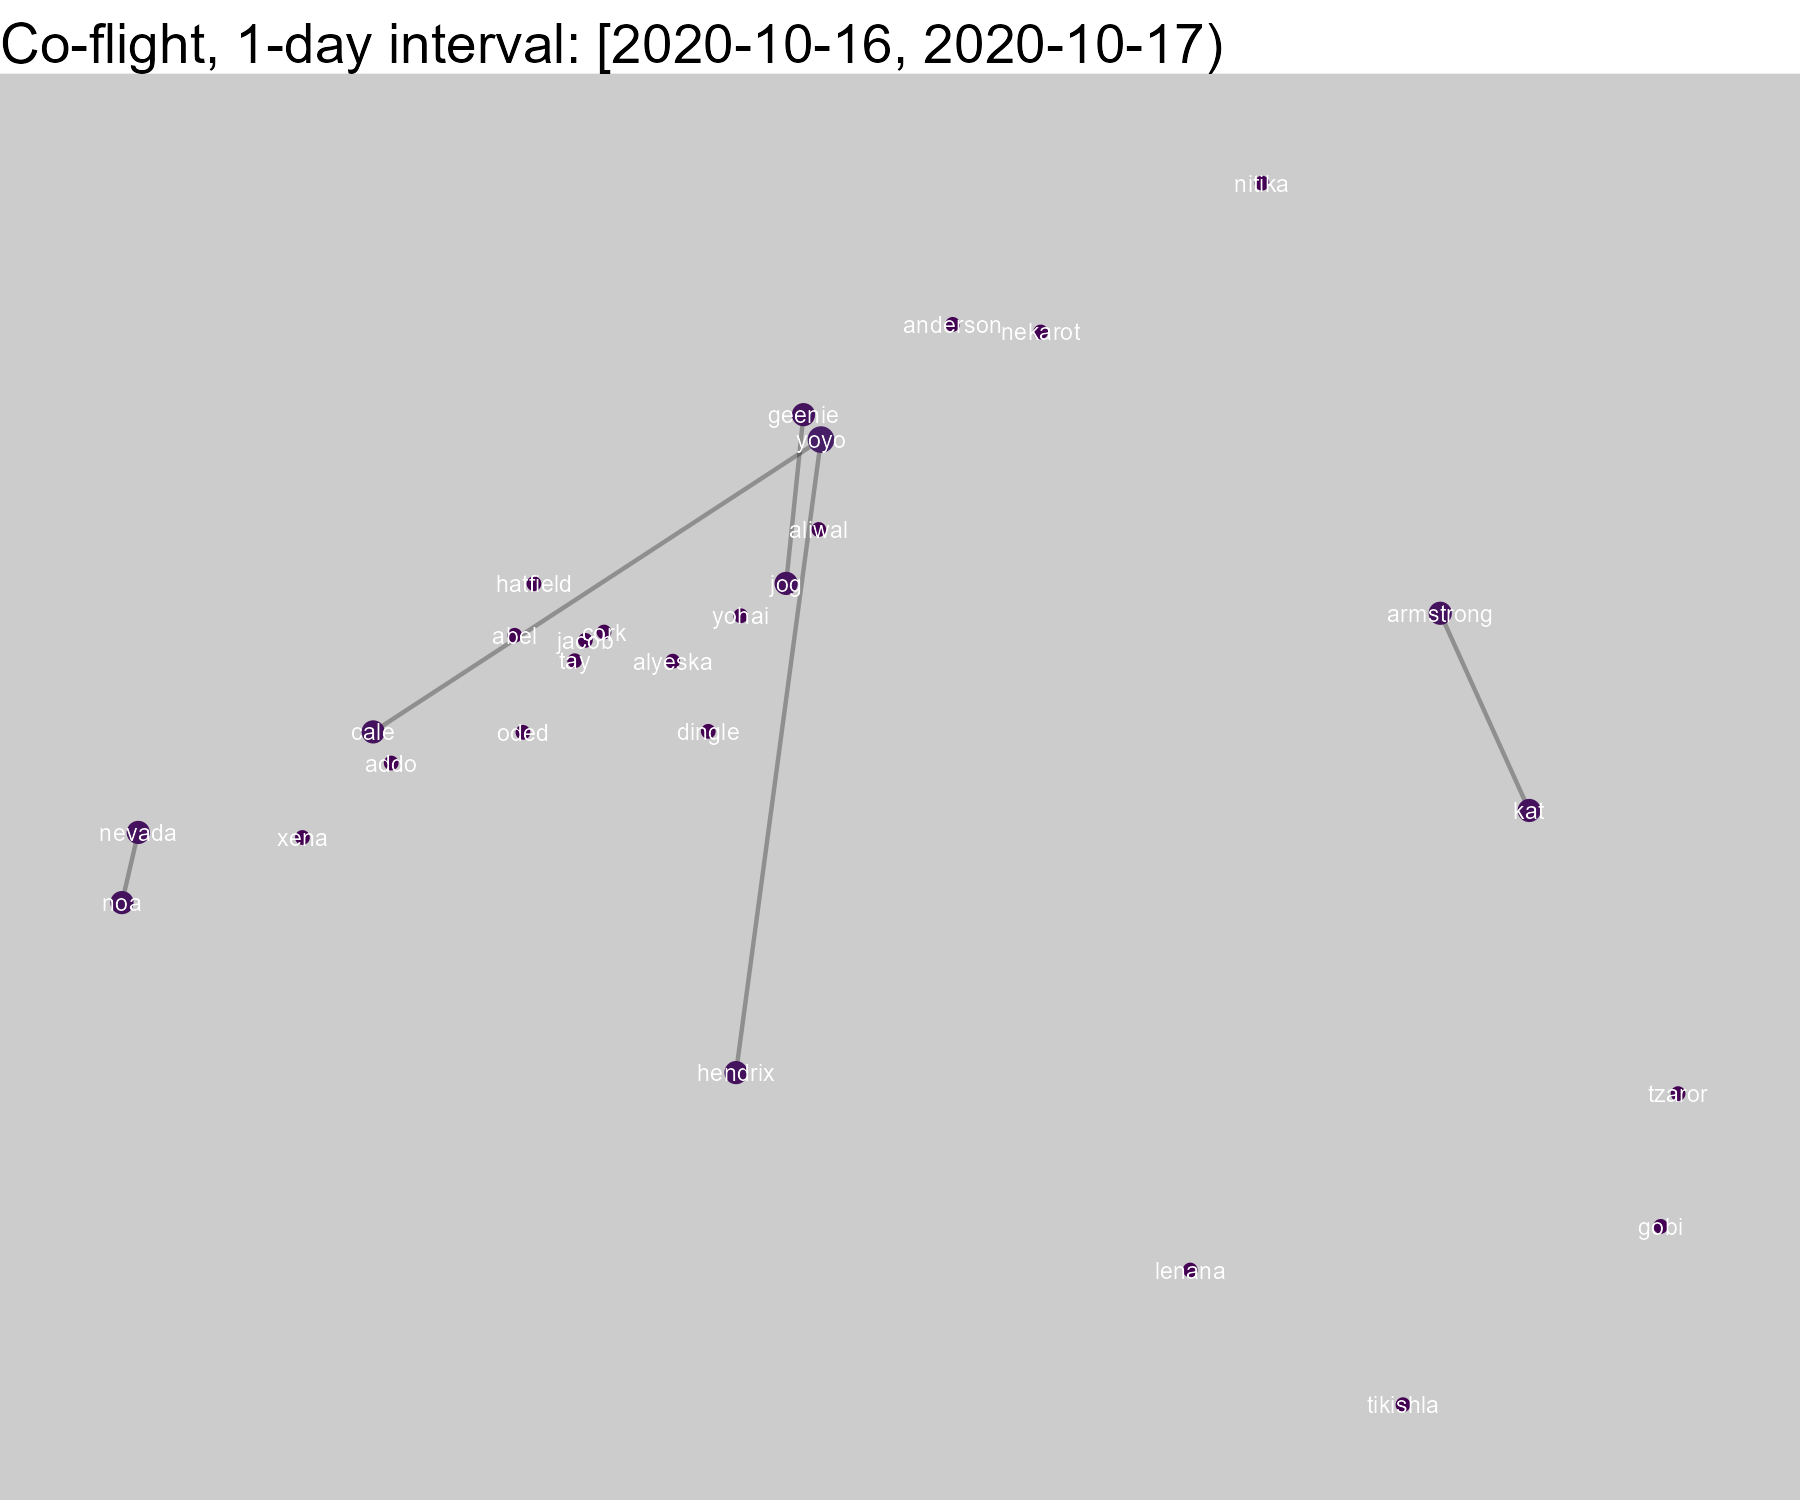 Co-flight, 1-day interval: [2020-10-16, 2020-10-17)
nitika
anderson
nekarot
geenie
yoyo
aliwal
hatfield
jog
yohai
armstrong
abel
jacob
cork
tay
alyeska
cale
oded
dingle
addo
kat
nevada
xena
noa
hendrix
tzaror
gobi
lenana
tikishla